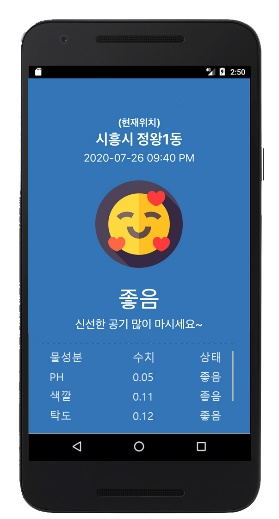 2:50
(현재위치)
시흥시 정왕1동
2020-07-26 09:40 PM
좋음
신선한 공기 많이 마시세요~
물성분 수치 상태
PH 0.05 좋음
색깔 0.11 좋음
탁도 0.12 좋음